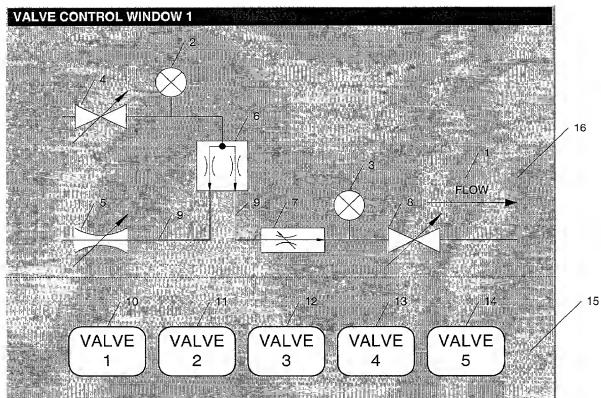 VALVE CONTROL WINDOW 1
2
4
6
16
3
1
FLOW
5
9
9
7
8
10
11
12
13
14
15
VALVE 1
VALVE 2
VALVE 3
VALVE 4
VALVE 5